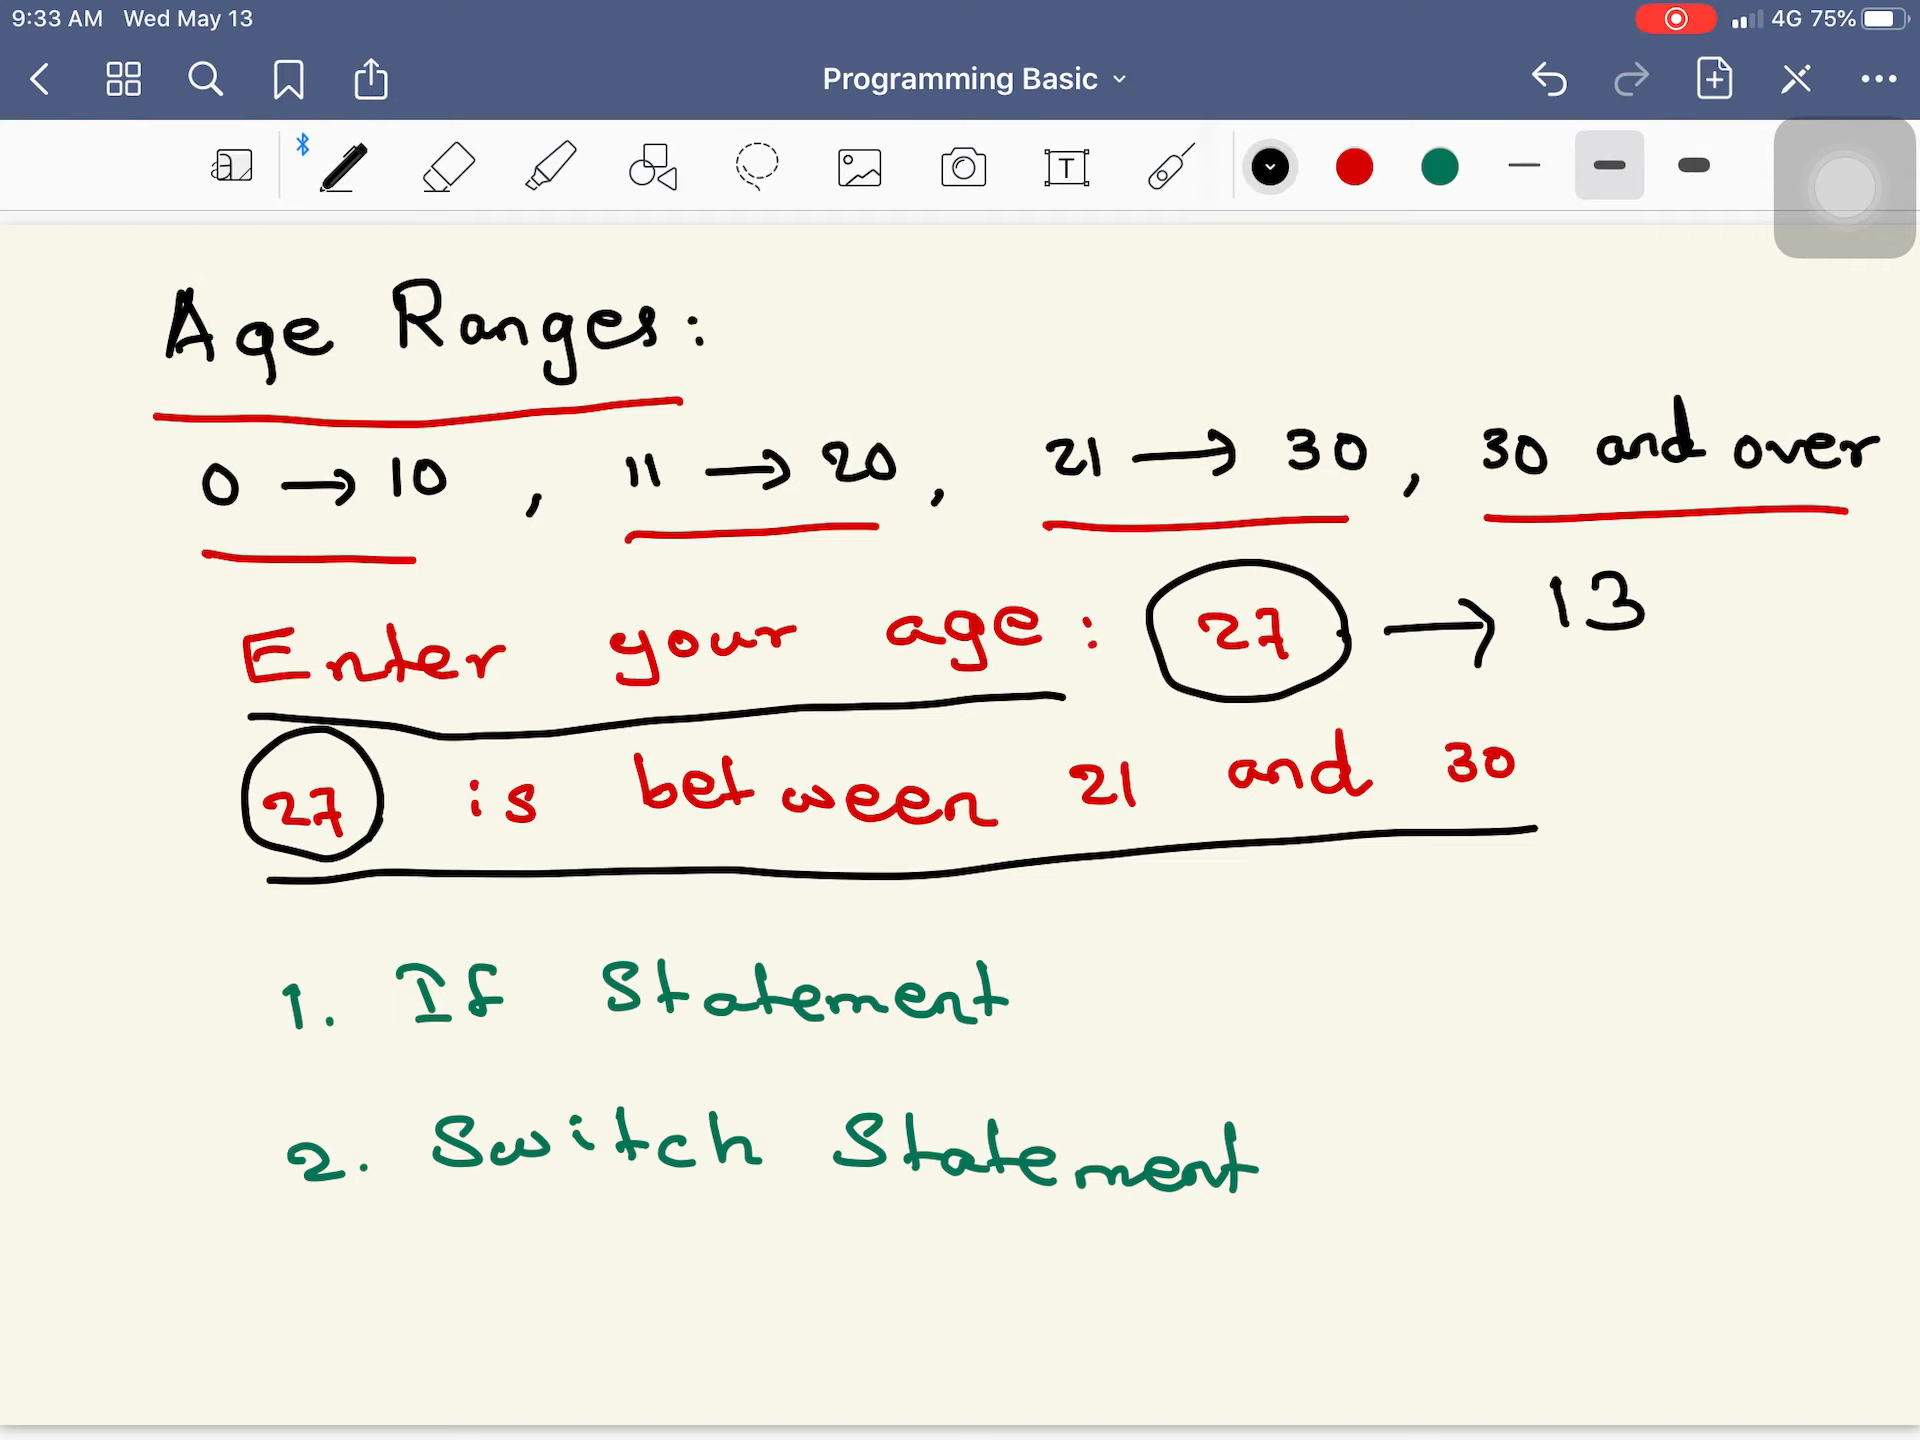 9:33 AM Wed May 13 4G 75%
Programming Basic
Age Ranges:
0 → 10 , 11 → 20 , 21 → 30 , 30 and over
Enter your age: 27 → 13
27 is between 21 and 30
1. If Statement
2. Switch Statement